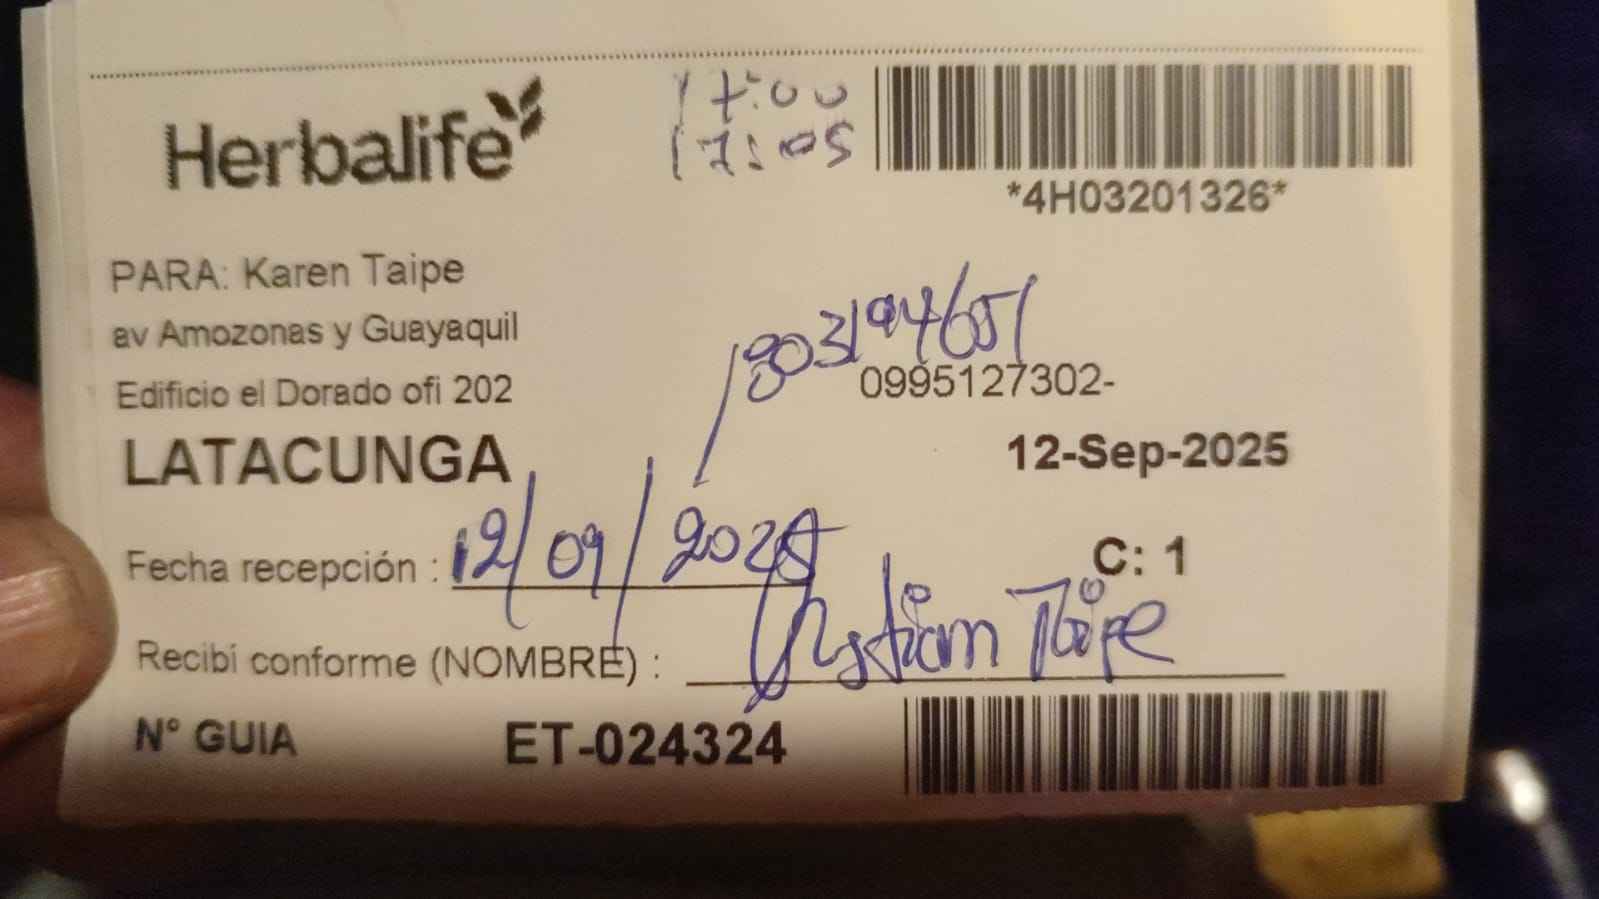 Herbalife
17:00
17:05
*4H03201326*
PARA: Karen Taipe
av Amozonas y Guayaquil
Edificio el Dorado ofi 202
0995127302-
LATACUNGA
12-Sep-2025
Fecha recepción : 12/09/2025
C: 1
Recibí conforme (NOMBRE) : Crystiam Taipe
N° GUIA
ET-024324